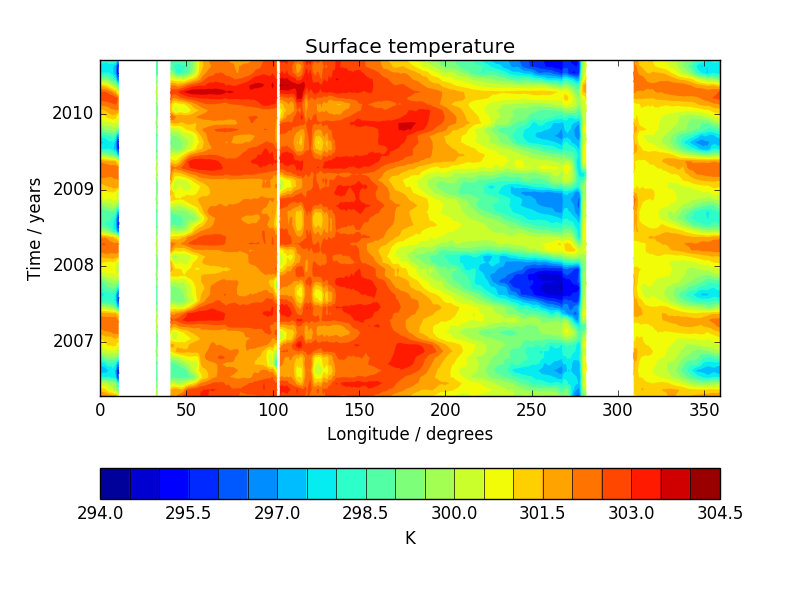 Surface temperature
Time / years
2010
2009
2008
2007
0 50 100 150 200 250 300 350
Longitude / degrees
294.0 295.5 297.0 298.5 300.0 301.5 303.0 304.5
K